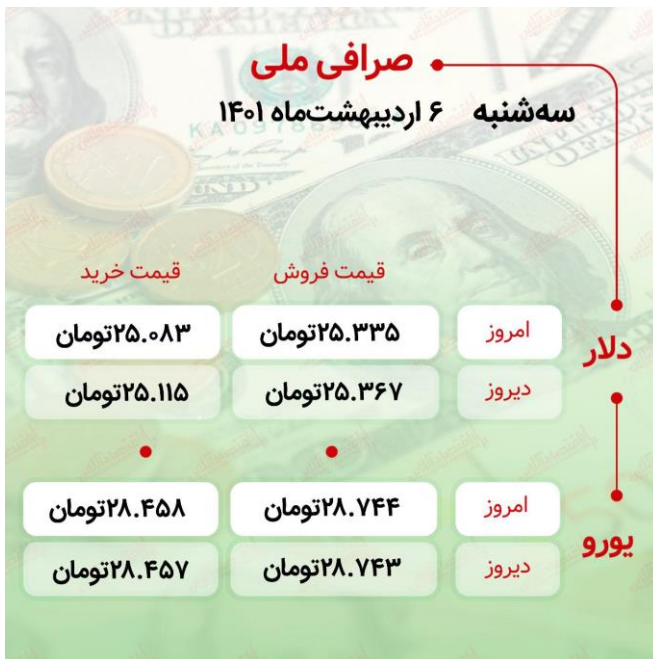 صرافی ملی
سه‌شنبه ۶ اردیبهشت‌ماه ۱۴۰۱
قیمت فروش قیمت خرید
دلار
امروز ۲۵.۳۳۵تومان ۲۵.۰۸۳تومان
دیروز ۲۵.۳۶۷تومان ۲۵.۱۱۵تومان
یورو
امروز ۲۸.۷۴۴تومان ۲۸.۴۵۸تومان
دیروز ۲۸.۷۴۳تومان ۲۸.۴۵۷تومان